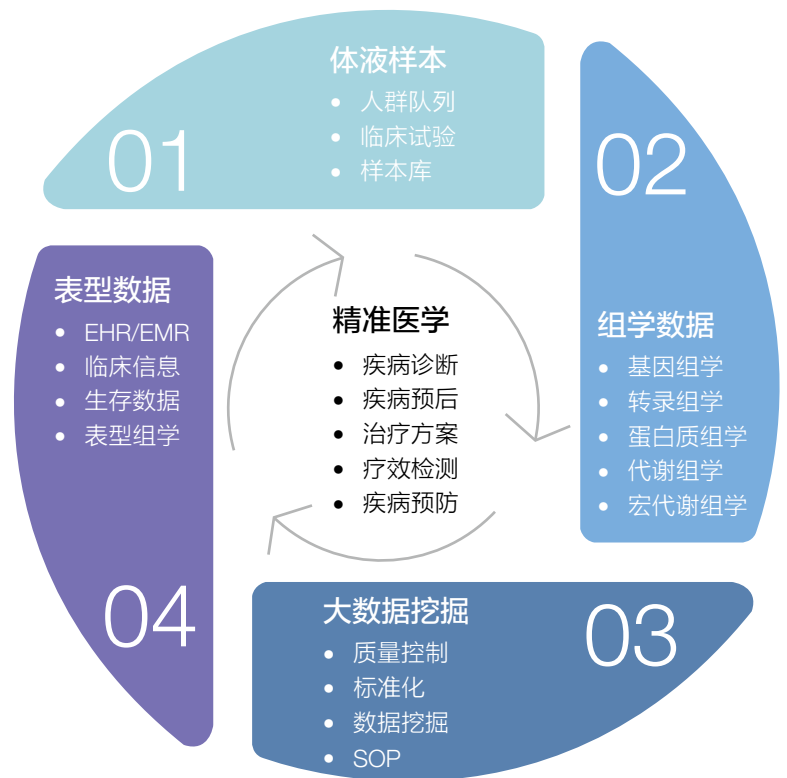 01
体液样本
• 人群队列
• 临床试验
• 样本库
02
组学数据
• 基因组学
• 转录组学
• 蛋白质组学
• 代谢组学
• 宏代谢组学
03
大数据挖掘
• 质量控制
• 标准化
• 数据挖掘
• SOP
表型数据
• EHR/EMR
• 临床信息
• 生存数据
• 表型组学
04
精准医学
• 疾病诊断
• 疾病预后
• 治疗方案
• 疗效检测
• 疾病预防